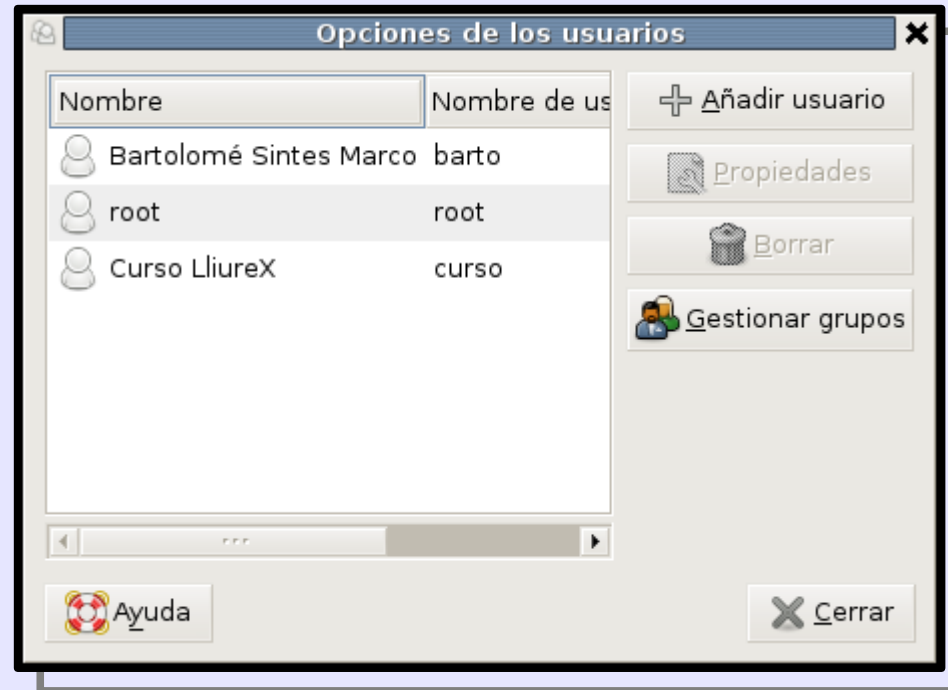 Opciones de los usuarios
Nombre Nombre de us
Bartolomé Sintes Marco barto
root root
Curso LliureX curso
Añadir usuario
Propiedades
Borrar
Gestionar grupos
Ayuda
Cerrar